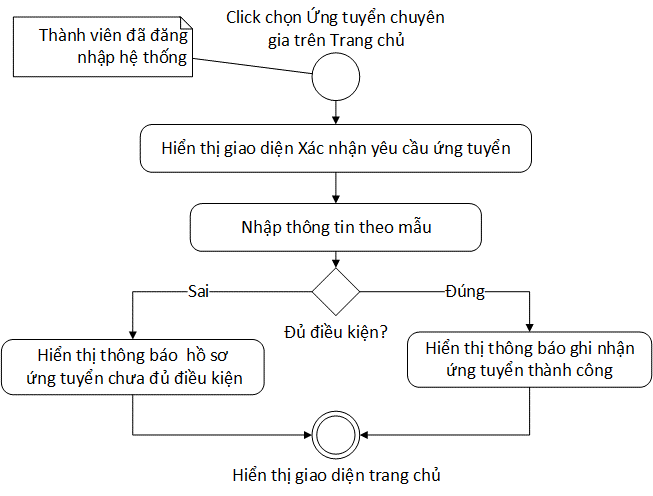 Click chọn Ứng tuyển chuyên
gia trên Trang chủ
Thành viên đã đăng
nhập hệ thống
Hiển thị giao diện Xác nhận yêu cầu ứng tuyển
Nhập thông tin theo mẫu
Sai
Đúng
Đủ điều kiện?
Hiển thị thông báo hồ sơ
ứng tuyển chưa đủ điều kiện
Hiển thị thông báo ghi nhận
ứng tuyển thành công
Hiển thị giao diện trang chủ